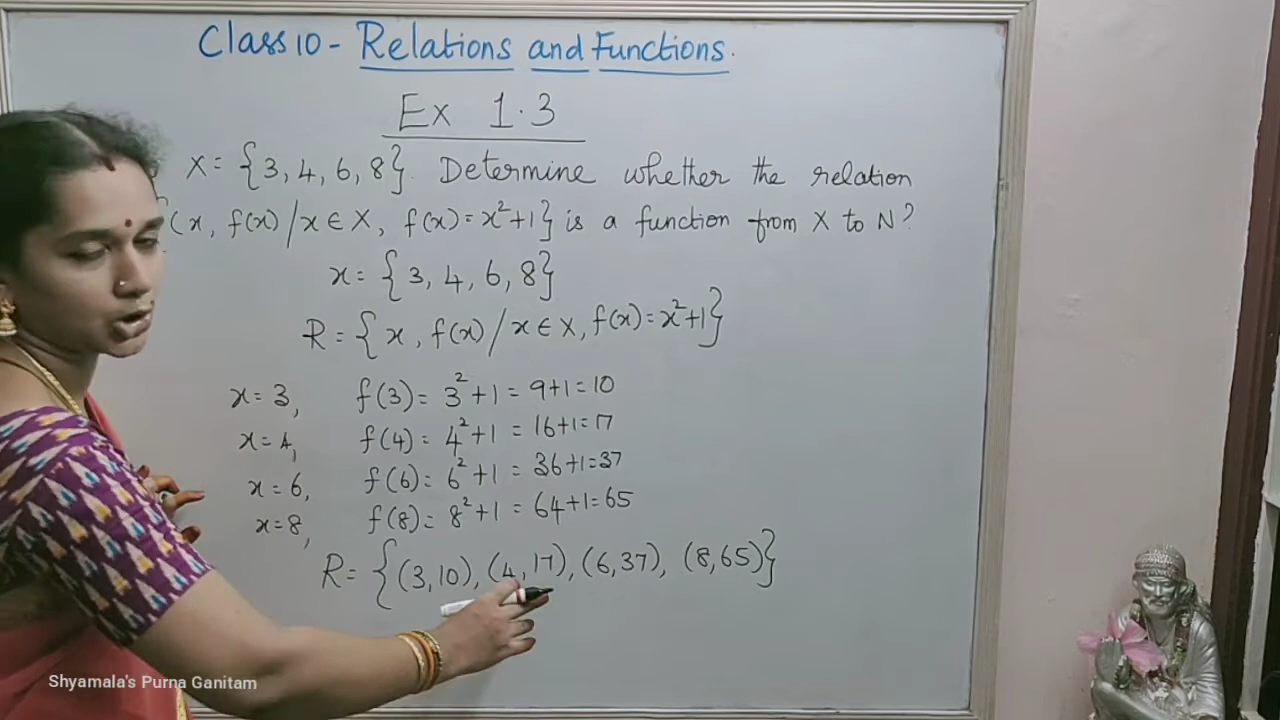 Class 10 - Relations and Functions.
Ex 1.3
X = {3, 4, 6, 8}. Determine whether the relation
{(x, f(x) / x ∈ X, f(x) = x²+1} is a function from X to N?
x = {3, 4, 6, 8}
R = {x, f(x) / x ∈ X, f(x) = x²+1}
x = 3, f(3) = 3²+1 = 9+1 = 10
x = 4, f(4) = 4²+1 = 16+1 = 17
x = 6, f(6) = 6²+1 = 36+1 = 37
x = 8, f(8) = 8²+1 = 64+1 = 65
R = {(3,10), (4,17), (6,37), (8,65)}
Shyamala's Purna Ganitam